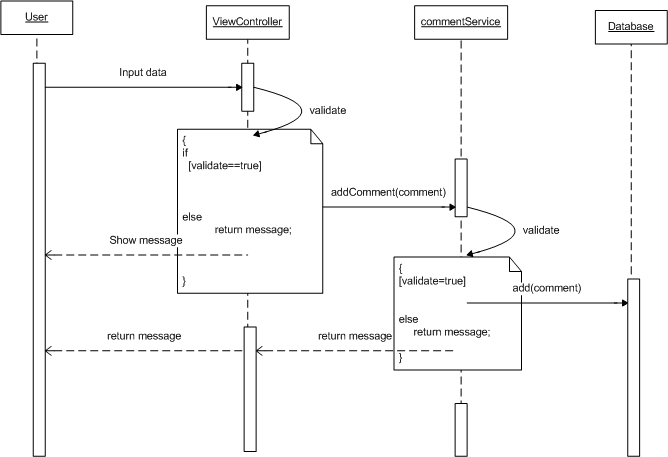 User
ViewController
commentService
Database
Input data
validate
{
if
[validate==true]
addComment(comment)
else
return message;
Show message
}
validate
{
[validate=true]
add(comment)
else
return message;
}
return message
return message